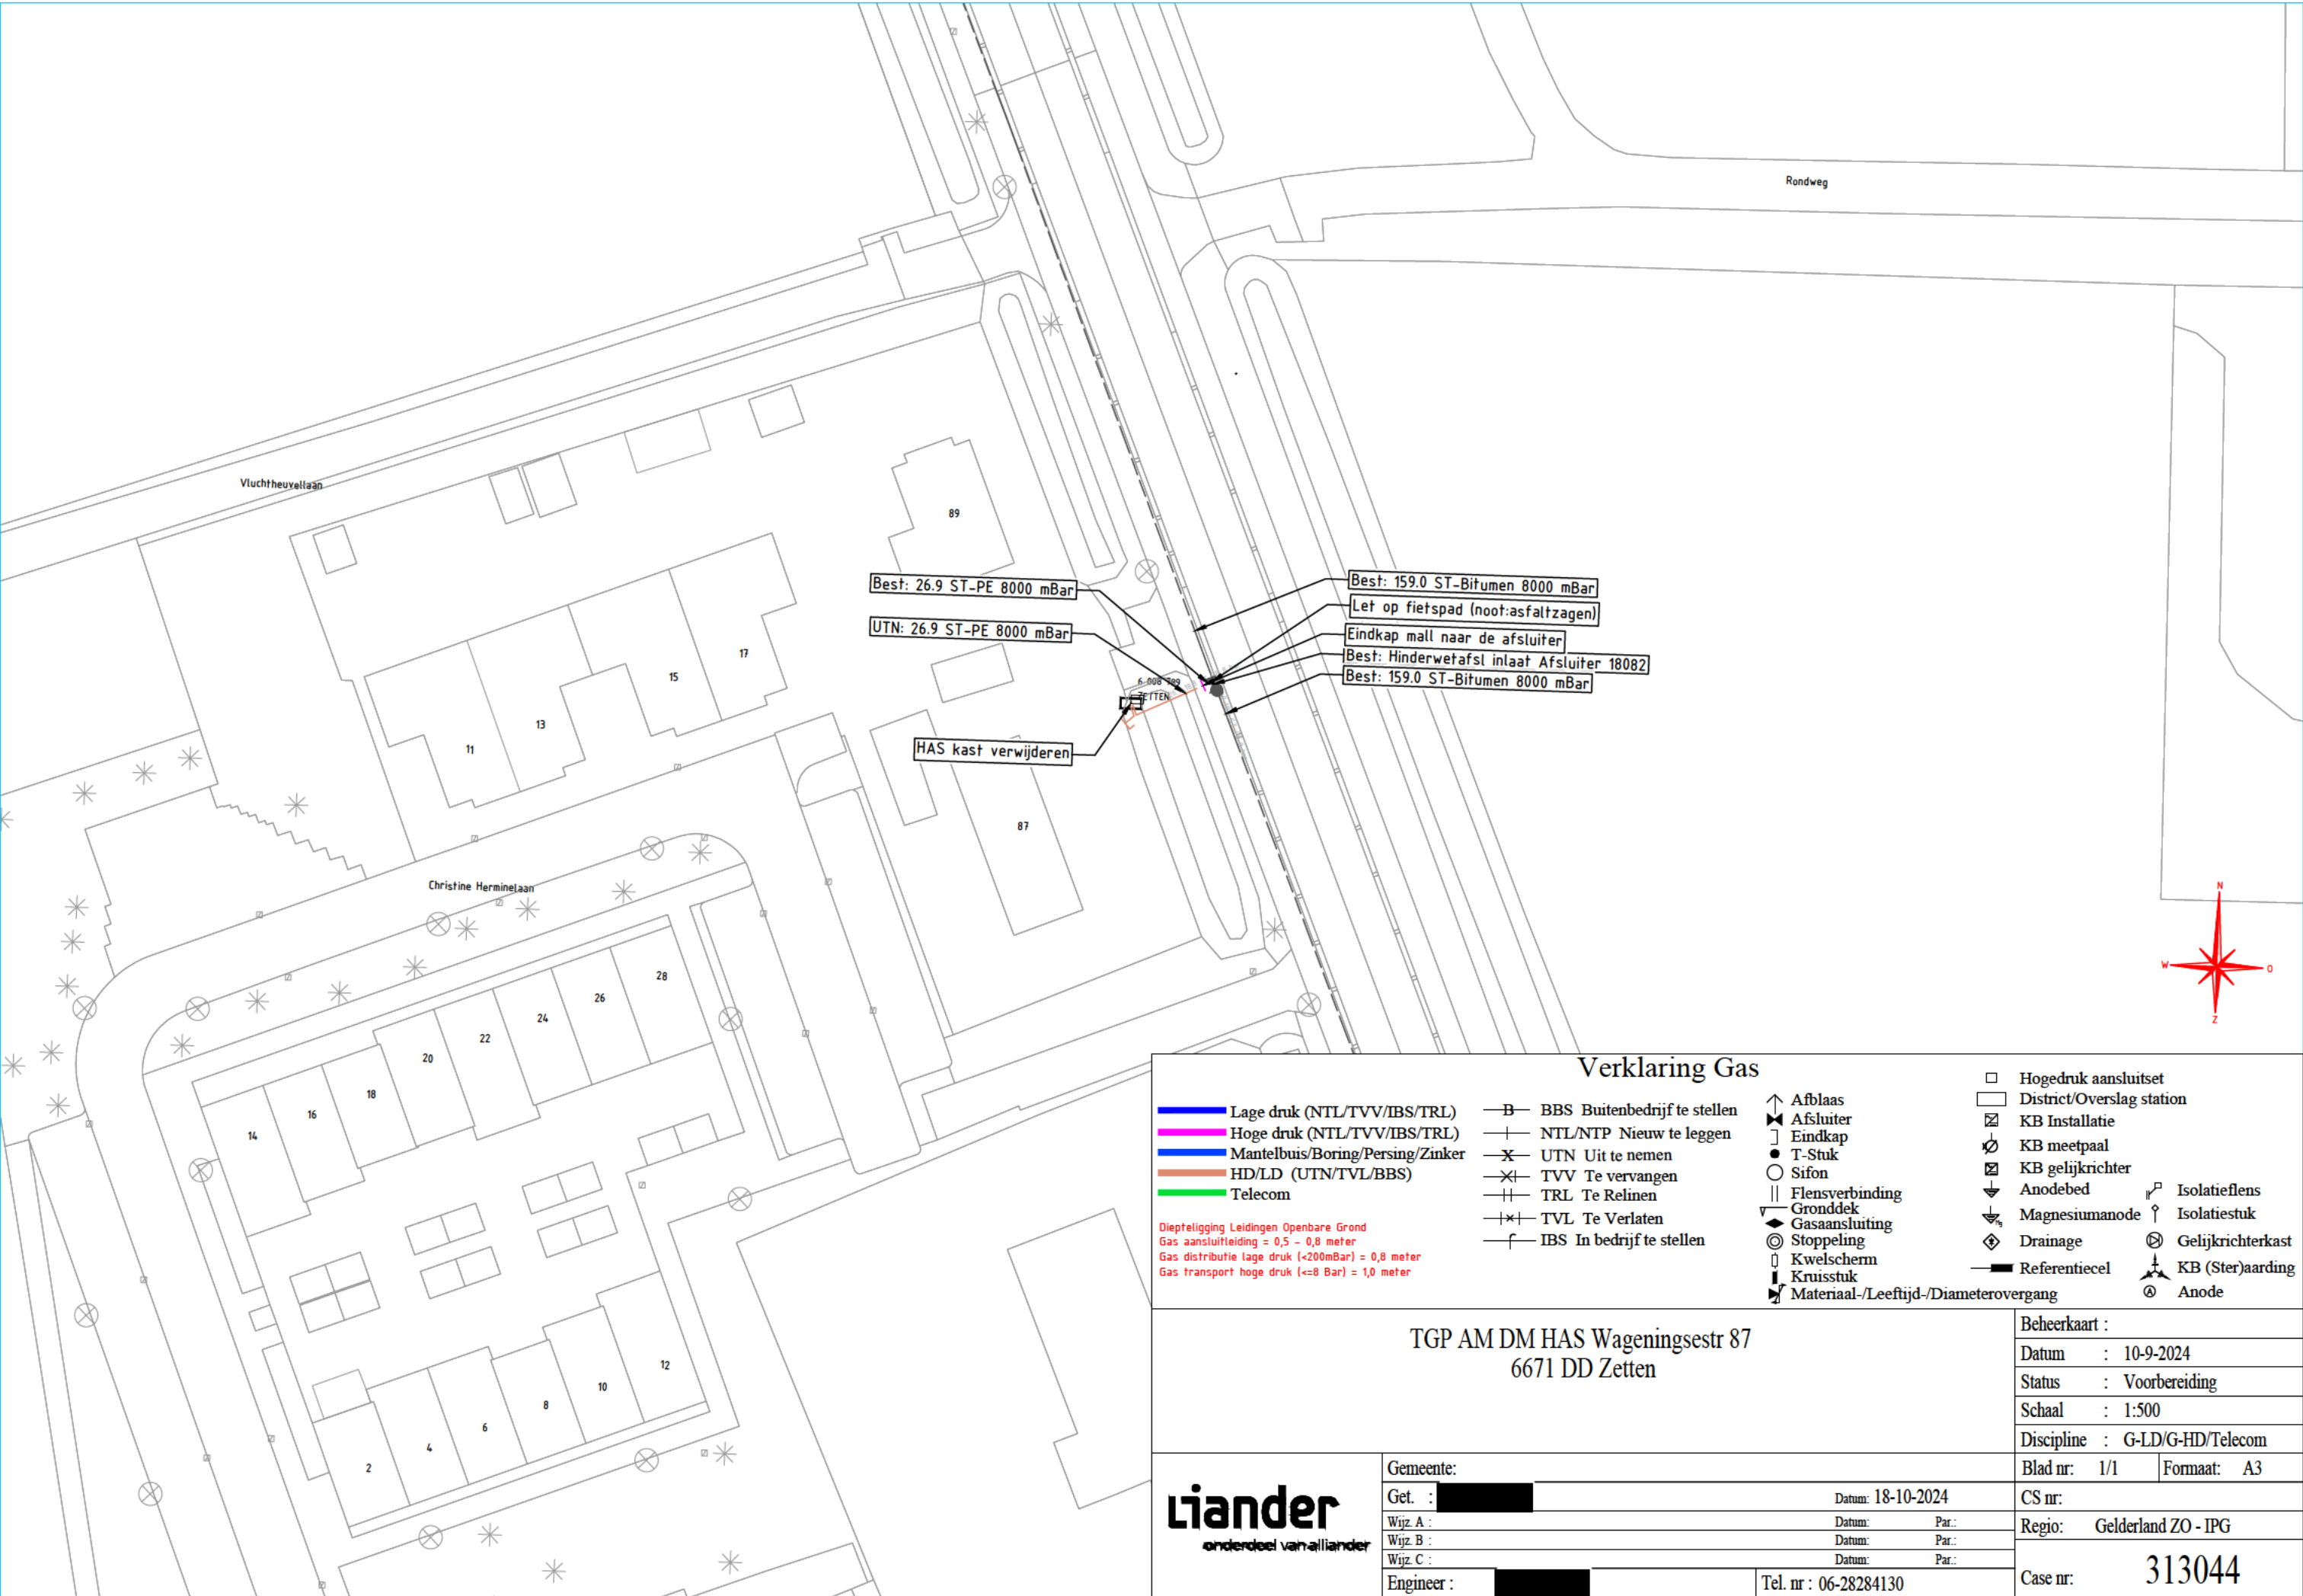 Rondweg
Vluchtheuvellaan
89
Best: 26.9 ST-PE 8000 mBar
UTN: 26.9 ST-PE 8000 mBar
Best: 159.0 ST-Bitumen 8000 mBar
Let op fietspad (noot:asfaltzagen)
Eindkap mall naar de afsluiter
Best: Hinderwetafsl inlaat Afsluiter 18082
Best: 159.0 ST-Bitumen 8000 mBar
17
15
13
11
6 008
ZETTEN
HAS kast verwijderen
87
Christine Herminelaan
28
26
24
22
20
18
16
14
12
10
8
6
4
2
N
W
O
Z
Verklaring Gas
Lage druk (NTL/TVV/IBS/TRL)
Hoge druk (NTL/TVV/IBS/TRL)
Mantelbuis/Boring/Persing/Zinker
HD/LD (UTN/TVL/BBS)
Telecom
Diepteligging Leidingen Openbare Grond
Gas aansluitleiding = 0,5 - 0,8 meter
Gas distributie lage druk (<200mBar) = 0,8 meter
Gas transport hoge druk (<=8 Bar) = 1,0 meter
B BBS Buitenbedrijf te stellen
NTL/NTP Nieuw te leggen
X UTN Uit te nemen
TVV Te vervangen
TRL Te Relinen
TVL Te Verlaten
IBS In bedrijf te stellen
Afblaas
Afsluiter
Eindkap
T-Stuk
Sifon
Flensverbinding
Gronddek
Gasaansluiting
Stoppeling
Kwelscherm
Kruisstuk
Materiaal-/Leeftijd-/Diameterovergang
Hogedruk aansluitset
District/Overslag station
KB Installatie
KB meetpaal
KB gelijkrichter
Anodebed
Magnesiumanode
Drainage
Referentiecel
Isolatieflens
Isolatiestuk
Gelijkrichterkast
KB (Ster)aarding
A Anode
TGP AM DM HAS Wageningsestr 87
6671 DD Zetten
Beheerkaart :
Datum : 10-9-2024
Status : Voorbereiding
Schaal : 1:500
Discipline : G-LD/G-HD/Telecom
Blad nr: 1/1 Formaat: A3
CS nr:
Regio: Gelderland ZO - IPG
Case nr: 313044
liander
onderdeel van alliander
Gemeente:
Get. : Datum: 18-10-2024
Wijz. A : Datum: Par.:
Wijz. B : Datum: Par.:
Wijz. C : Datum: Par.:
Engineer : Tel. nr : 06-28284130